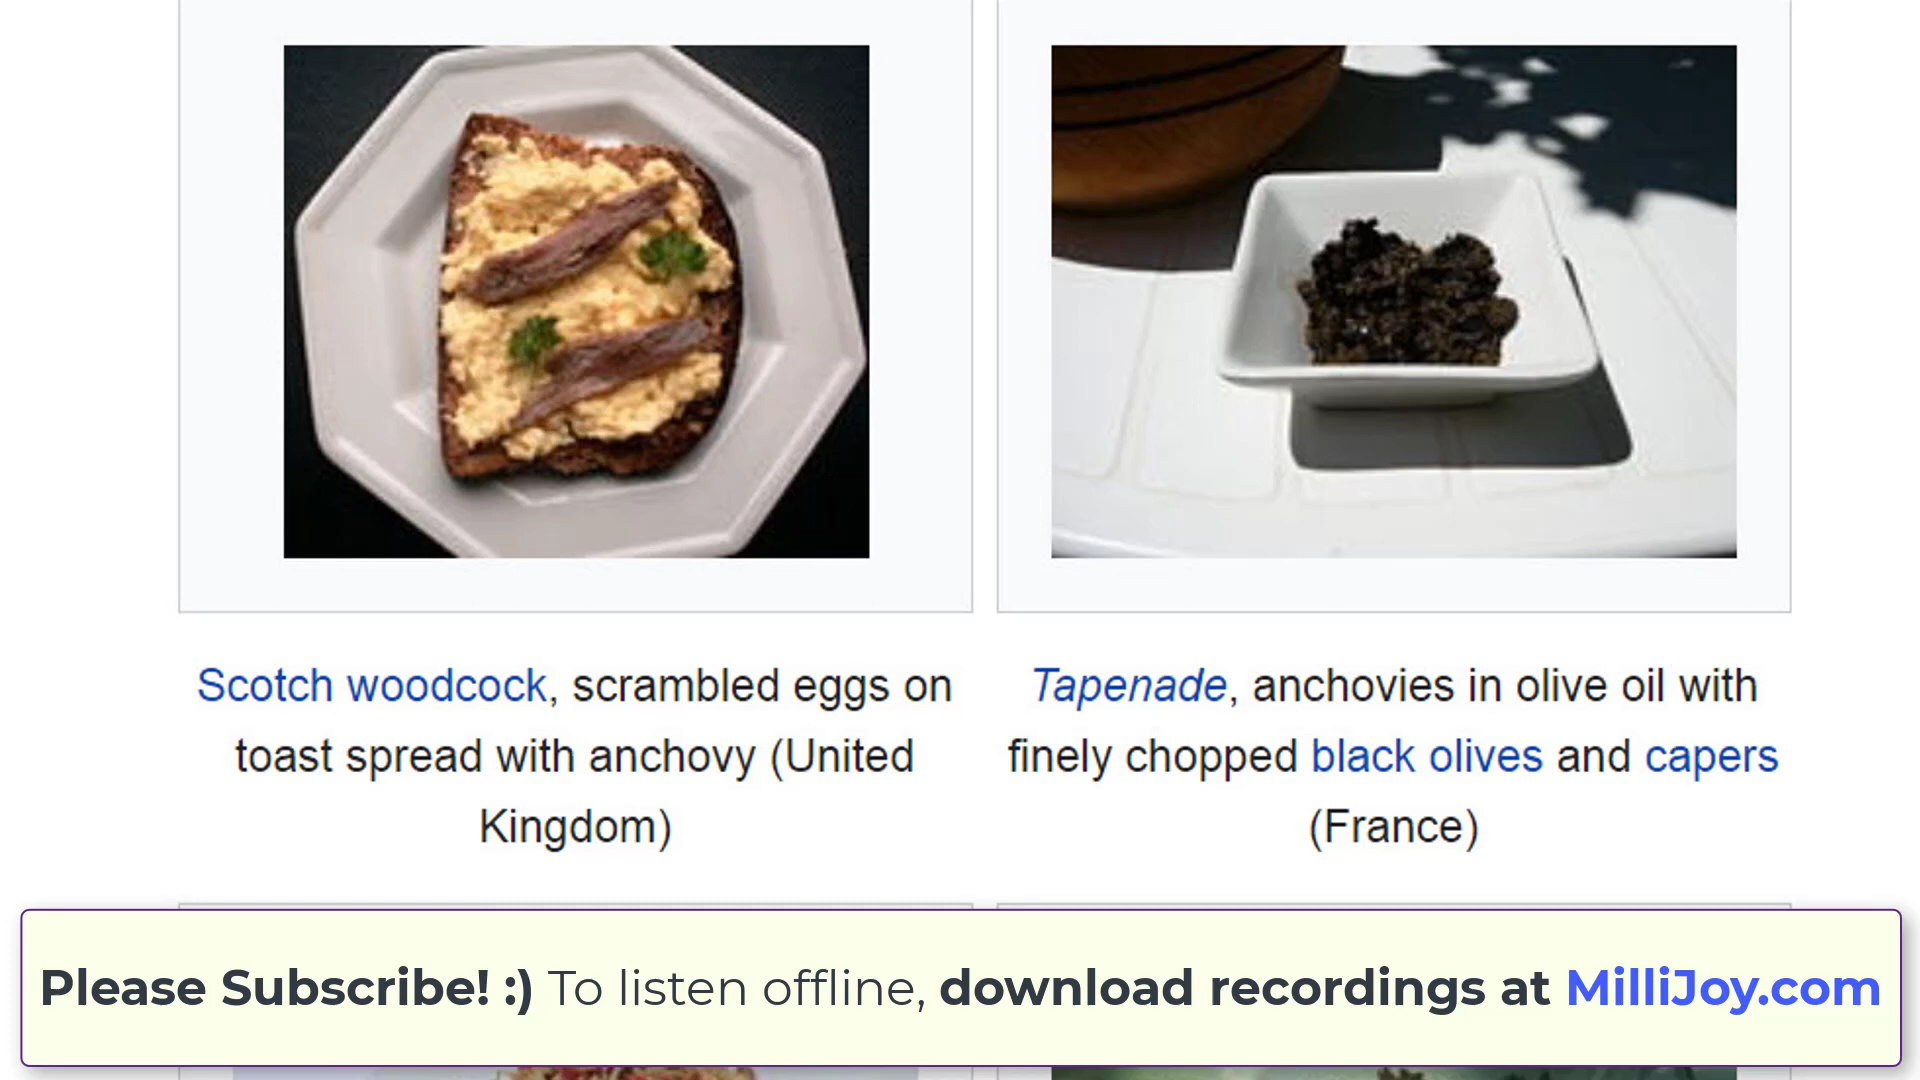 Scotch woodcock, scrambled eggs on
toast spread with anchovy (United
Kingdom)
Tapenade, anchovies in olive oil with
finely chopped black olives and capers
(France)
Please Subscribe! :) To listen offline, download recordings at MilliJoy.com